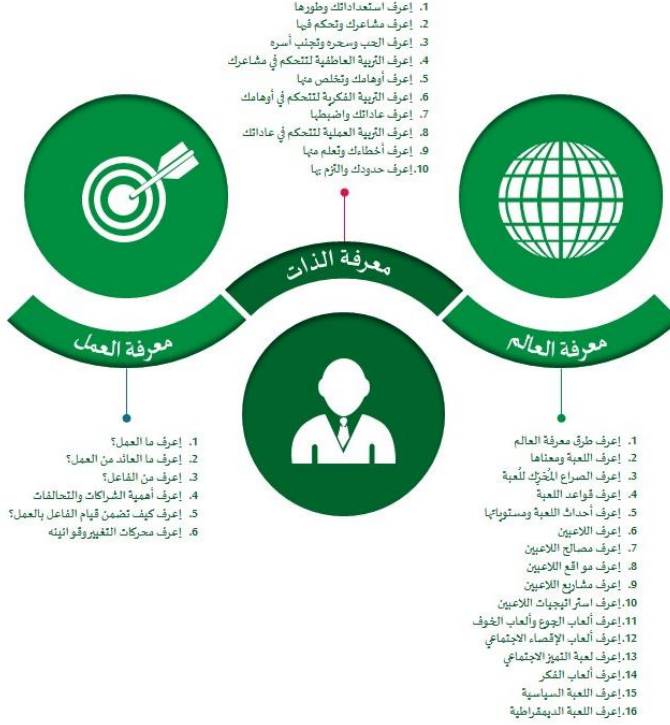 1. إعرف استعداداتك وطورها
2. إعرف مشاعرك وتحكم فيها
3. إعرف الحب وسحره وتجنب أسره
4. إعرف التربية العاطفية لتتحكم في مشاعرك
5. إعرف أوهامك وتخلص منها
6. إعرف التربية الفكرية لتتحكم في أوهامك
7. إعرف عاداتك واضبطها
8. إعرف التربية العملية لتتحكم في عاداتك
9. إعرف أخطاءك وتعلم منها
10. إعرف حدودك والتزم بها
معرفة الذات
معرفة العالم
معرفة العمل
1. إعرف طرق معرفة العالم
2. إعرف اللعبة ومعناها
3. إعرف الصراع المُحَرِّك للُعبة
4. إعرف قواعد اللعبة
5. إعرف أحداث اللعبة ومستوياتها
6. إعرف اللاعبين
7. إعرف مصالح اللاعبين
8. إعرف مواقع اللاعبين
9. إعرف مشاريع اللاعبين
10. إعرف استراتيجيات اللاعبين
11. إعرف ألعاب الجوع وألعاب الخوف
12. إعرف ألعاب الإقصاء الاجتماعي
13. إعرف لعبة التميز الاجتماعي
14. إعرف ألعاب الفكر
15. إعرف اللعبة السياسية
16. إعرف اللعبة الديمقراطية
1. إعرف ما العمل؟
2. إعرف ما العائد من العمل؟
3. إعرف من الفاعل؟
4. إعرف أهمية الشراكات والتحالفات
5. إعرف كيف تضمن قيام الفاعل بالعمل؟
6. إعرف محركات التغيير وقوانينه